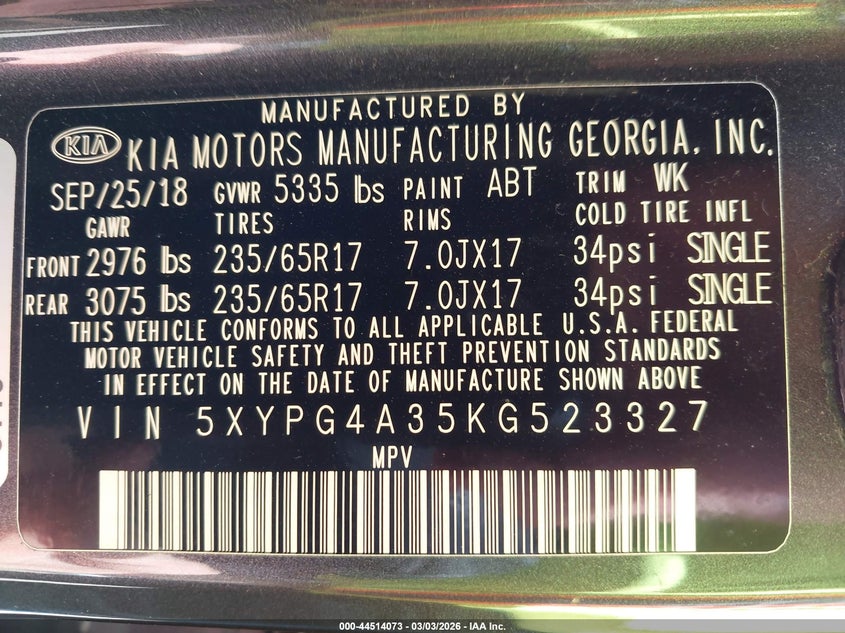 MANUFACTURED BY
KIA KIA MOTORS MANUFACTURING GEORGIA, INC.
SEP/25/18 GVWR 5335 lbs PAINT ABT TRIM WK
GAWR TIRES RIMS COLD TIRE INFL
FRONT 2976 lbs 235/65R17 7.0JX17 34psi SINGLE
REAR 3075 lbs 235/65R17 7.0JX17 34psi SINGLE
THIS VEHICLE CONFORMS TO ALL APPLICABLE U.S.A. FEDERAL
MOTOR VEHICLE SAFETY AND THEFT PREVENTION STANDARDS
IN EFFECT ON THE DATE OF MANUFACTURE SHOWN ABOVE
VIN 5XYPG4A35KG523327
MPV
000-44514073 - 03/03/2026 - IAA Inc.